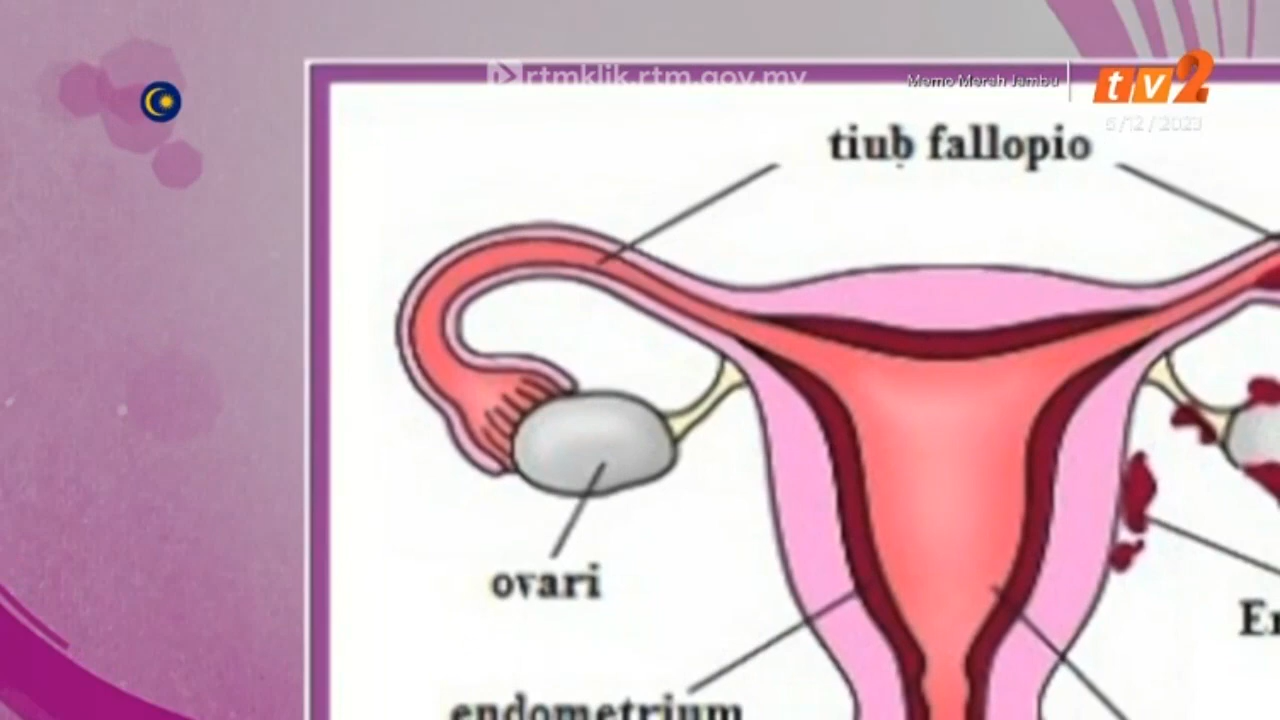 rtmklik.rtm.gov.my
Memo Merah Jambu
tv2
6/12/2023
tiub fallopio
ovari
endometrium